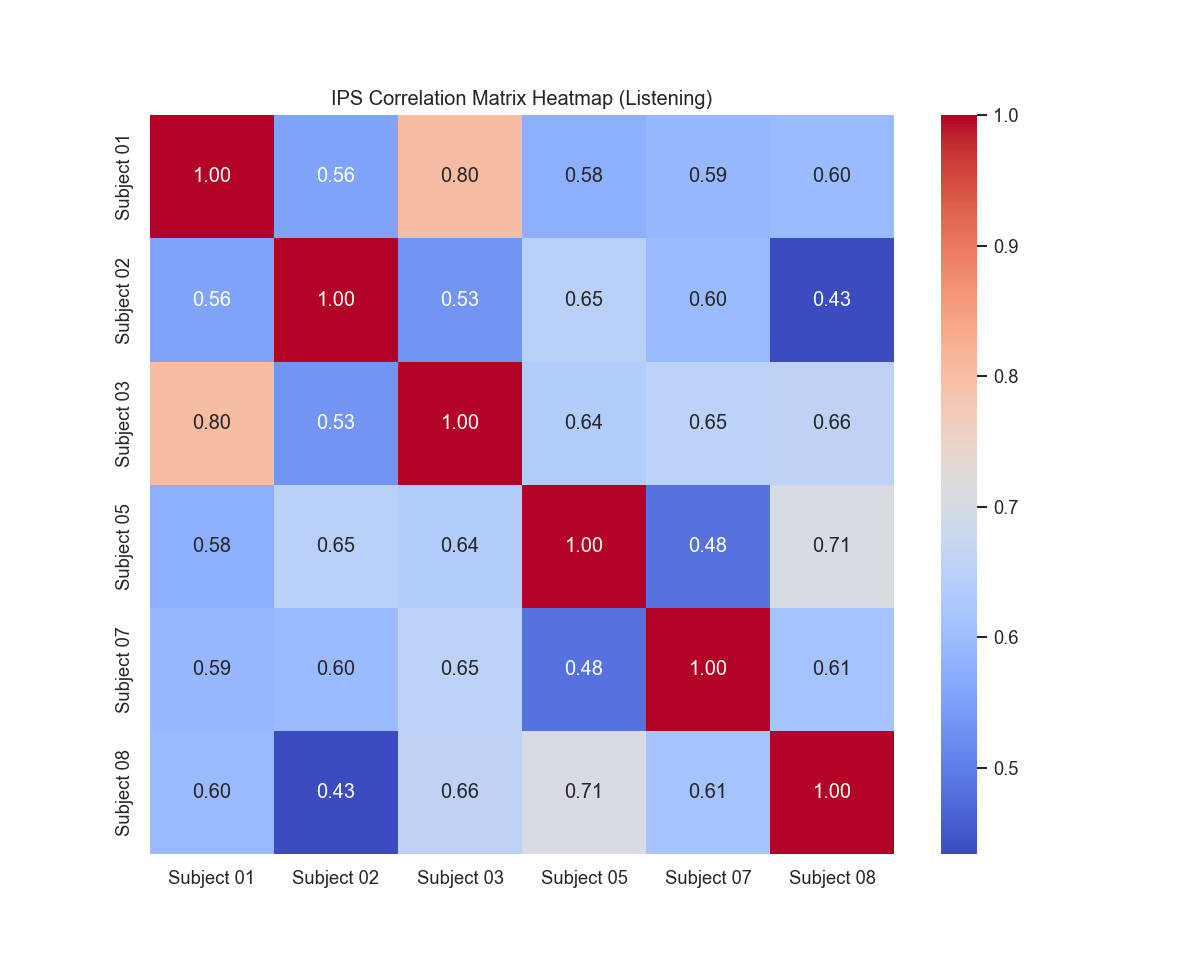 IPS Correlation Matrix Heatmap (Listening)
Subject 01 1.00 0.56 0.80 0.58 0.59 0.60
Subject 02 0.56 1.00 0.53 0.65 0.60 0.43
Subject 03 0.80 0.53 1.00 0.64 0.65 0.66
Subject 05 0.58 0.65 0.64 1.00 0.48 0.71
Subject 07 0.59 0.60 0.65 0.48 1.00 0.61
Subject 08 0.60 0.43 0.66 0.71 0.61 1.00
Subject 01 Subject 02 Subject 03 Subject 05 Subject 07 Subject 08
1.0
0.9
0.8
0.7
0.6
0.5